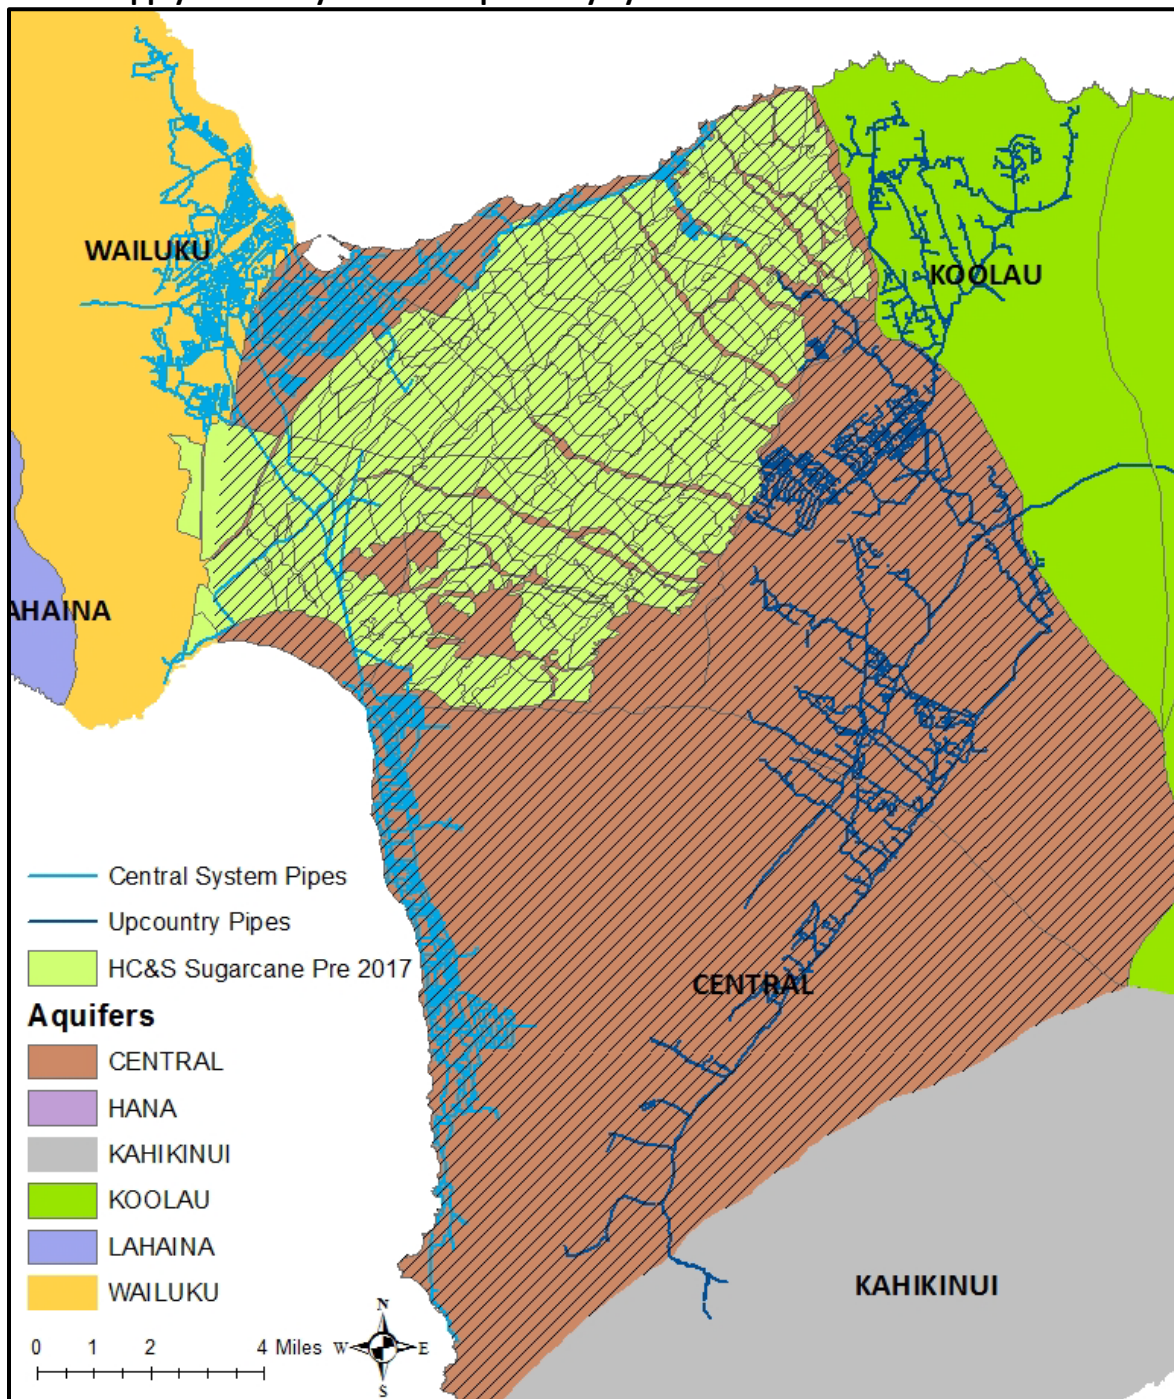 WAILUKU
KOOLAU
AHAINA
CENTRAL
KAHIKINUI
Central System Pipes
Upcountry Pipes
HC&S Sugarcane Pre 2017
Aquifers
CENTRAL
HANA
KAHIKINUI
KOOLAU
LAHAINA
WAILUKU
0 1 2 4 Miles
N
W E
S